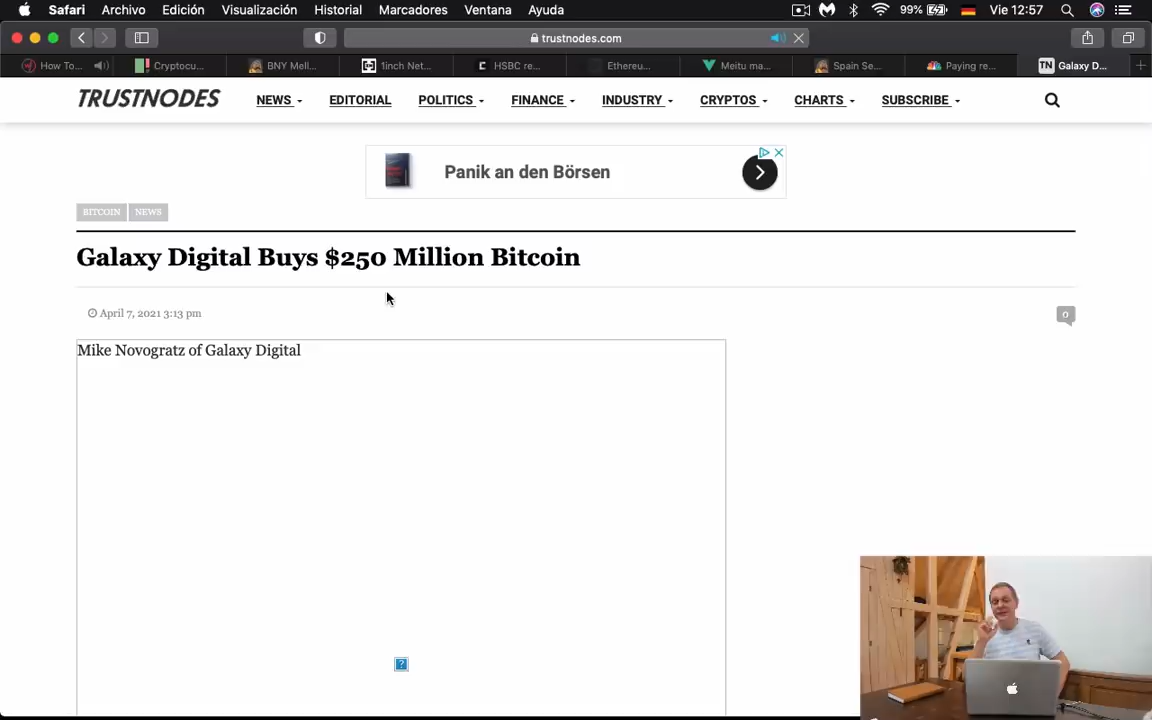 Safari Archivo Edición Visualización Historial Marcadores Ventana Ayuda 99% Vie 12:57
trustnodes.com
How To... Cryptocu... BNY Mell... 1inch Net... HSBC re... Ethereu... Meitu ma... Spain Se... Paying re... TN Galaxy D...
TRUSTNODES NEWS EDITORIAL POLITICS FINANCE INDUSTRY CRYPTOS CHARTS SUBSCRIBE
Panik an den Börsen
BITCOIN NEWS
Galaxy Digital Buys $250 Million Bitcoin
April 7, 2021 3:13 pm 0
Mike Novogratz of Galaxy Digital
?